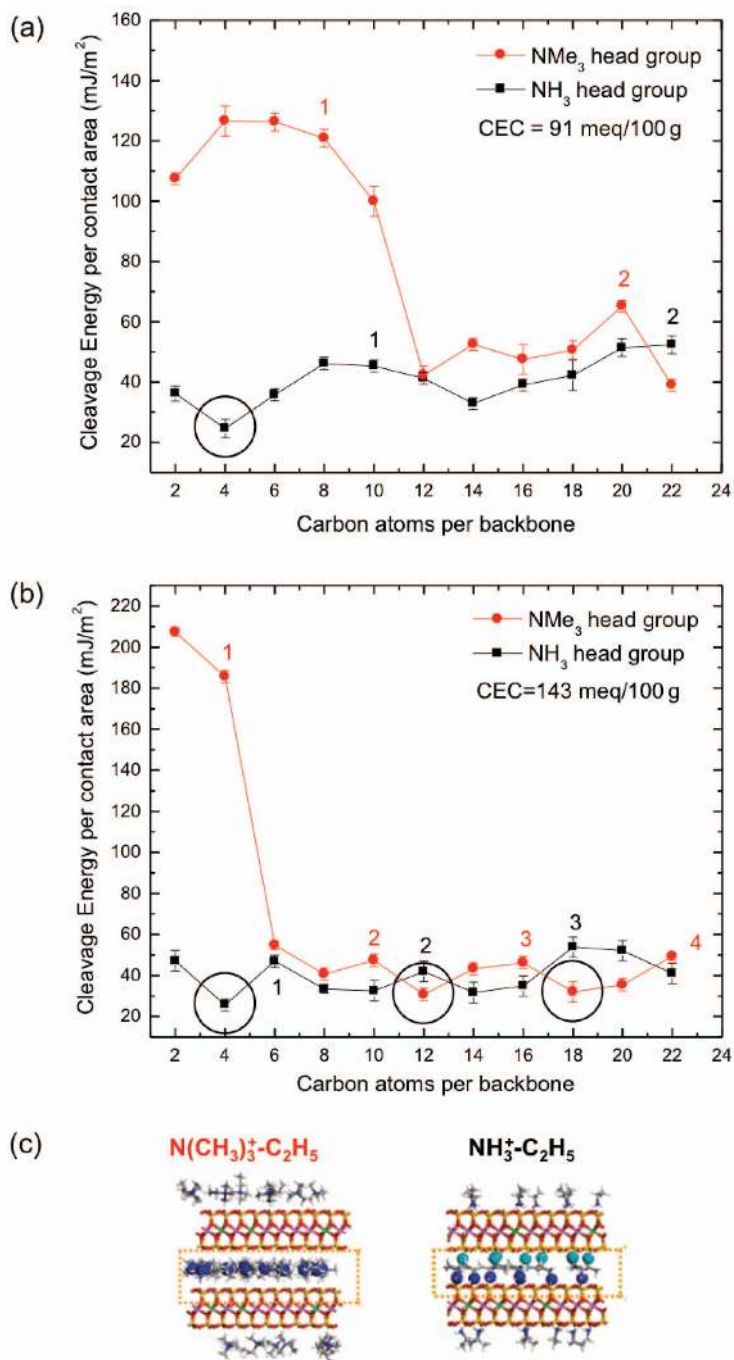 (a)
160
140
120
100
80
60
40
20
Cleavage Energy per contact area (mJ/m²)
NMe₃ head group
NH₃ head group
CEC = 91 meq/100 g
1
1
2
2
2 4 6 8 10 12 14 16 18 20 22 24
Carbon atoms per backbone
(b)
220
200
180
160
140
120
100
80
60
40
20
Cleavage Energy per contact area (mJ/m²)
NMe₃ head group
NH₃ head group
CEC=143 meq/100 g
1
1
2
2
3
3
4
2 4 6 8 10 12 14 16 18 20 22 24
Carbon atoms per backbone
(c)
N(CH₃)₃⁺-C₂H₅
NH₃⁺-C₂H₅